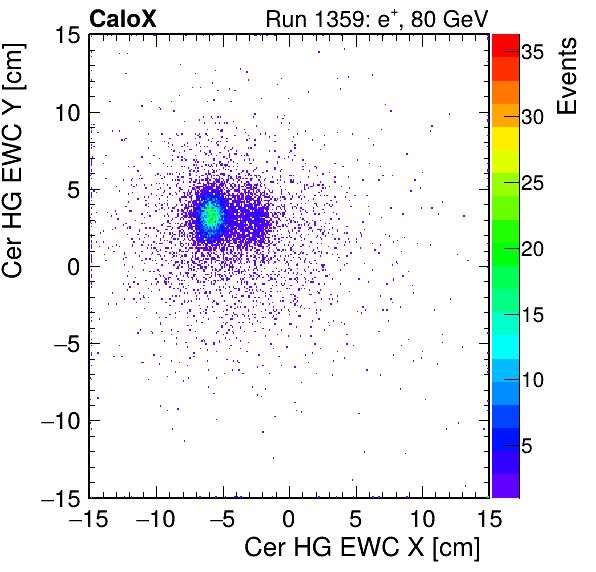 CaloX
Run 1359: e+, 80 GeV
Cer HG EWC Y [cm]
15
10
5
0
−5
−10
−15
−15 −10 −5 0 5 10 15
Cer HG EWC X [cm]
35
30
25
20
15
10
5
Events